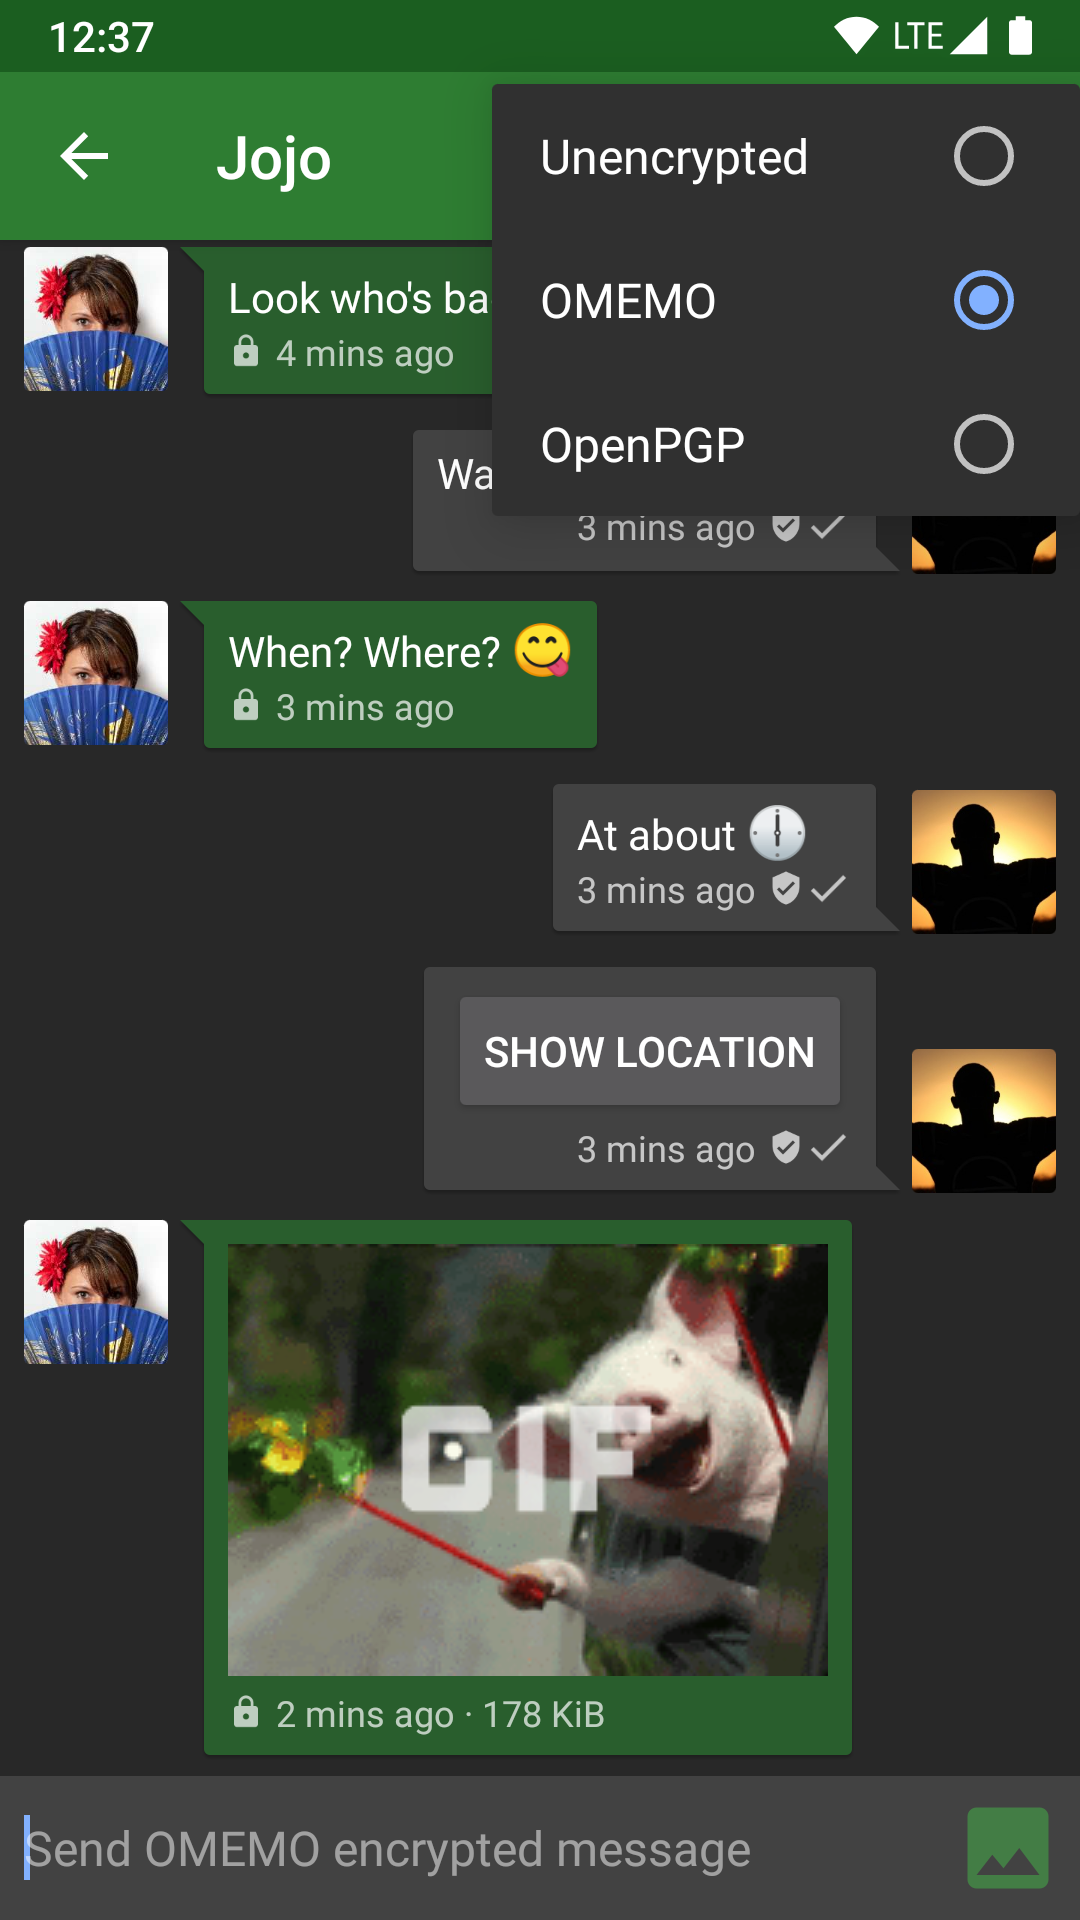 12:37
LTE
Jojo
Unencrypted
OMEMO
OpenPGP
Look who's ba
4 mins ago
Wa
3 mins ago
When? Where? 😋
3 mins ago
At about 🕕
3 mins ago
SHOW LOCATION
3 mins ago
GIF
2 mins ago · 178 KiB
Send OMEMO encrypted message